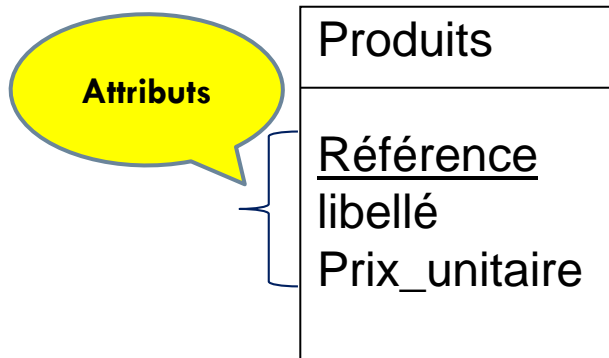 Produits
Attributs
Référence
libellé
Prix_unitaire